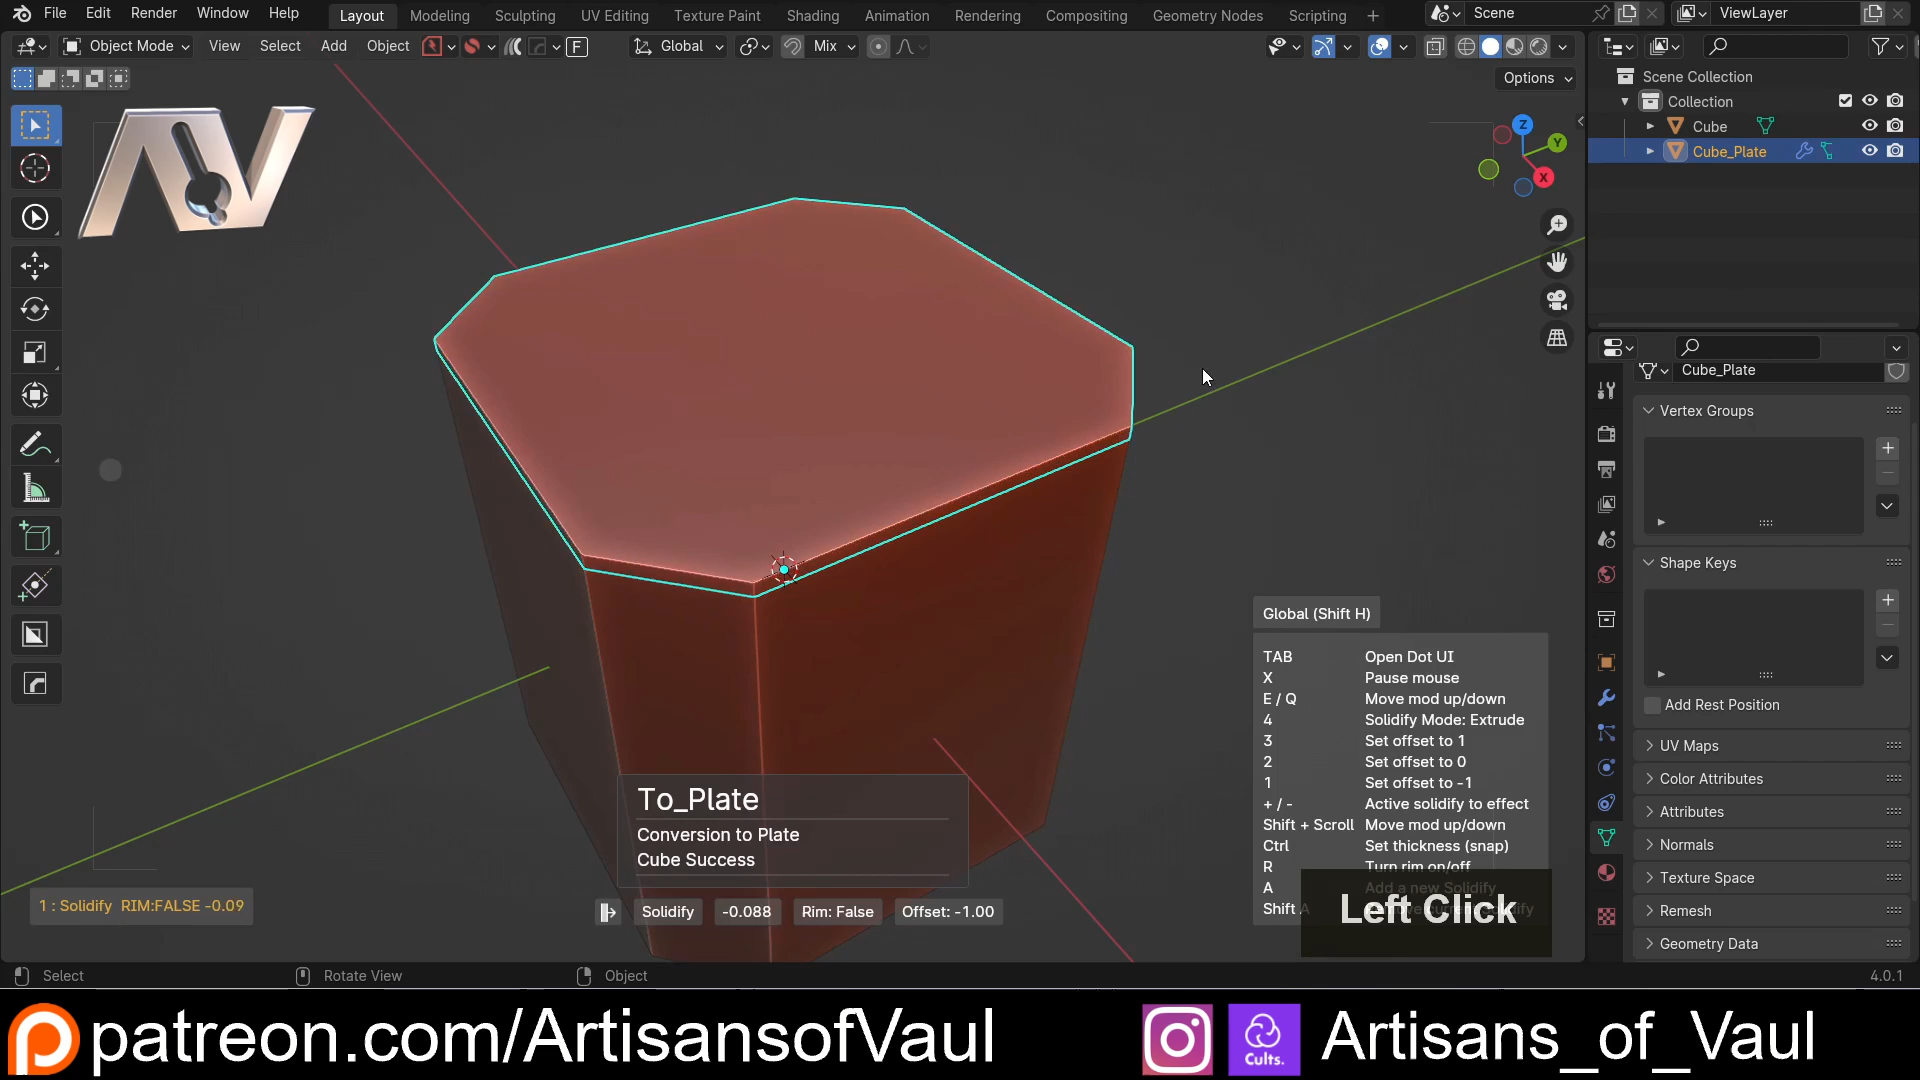 File Edit Render Window Help Layout Modeling Sculpting UV Editing Texture Paint Shading Animation Rendering Compositing Geometry Nodes Scripting + Scene ViewLayer
Object Mode View Select Add Object F Global Mix
Options
Scene Collection
Collection
Cube
Cube_Plate
Z
Y
X
Cube_Plate
Vertex Groups
Shape Keys
Add Rest Position
UV Maps
Color Attributes
Attributes
Normals
Texture Space
Remesh
Geometry Data
Global (Shift H)
TAB Open Dot UI
X Pause mouse
E / Q Move mod up/down
4 Solidify Mode: Extrude
3 Set offset to 1
2 Set offset to 0
1 Set offset to -1
+ / - Active solidify to effect
Shift + Scroll Move mod up/down
Ctrl Set thickness (snap)
R Turn rim on/off
A Add a new Solidify
Shift A
Left Click
To_Plate
Conversion to Plate
Cube Success
1 : Solidify RIM:FALSE -0.09
Solidify -0.088 Rim: False Offset: -1.00
Select Rotate View Object 4.0.1
patreon.com/ArtisansofVaul
Cults.
Artisans_of_Vaul